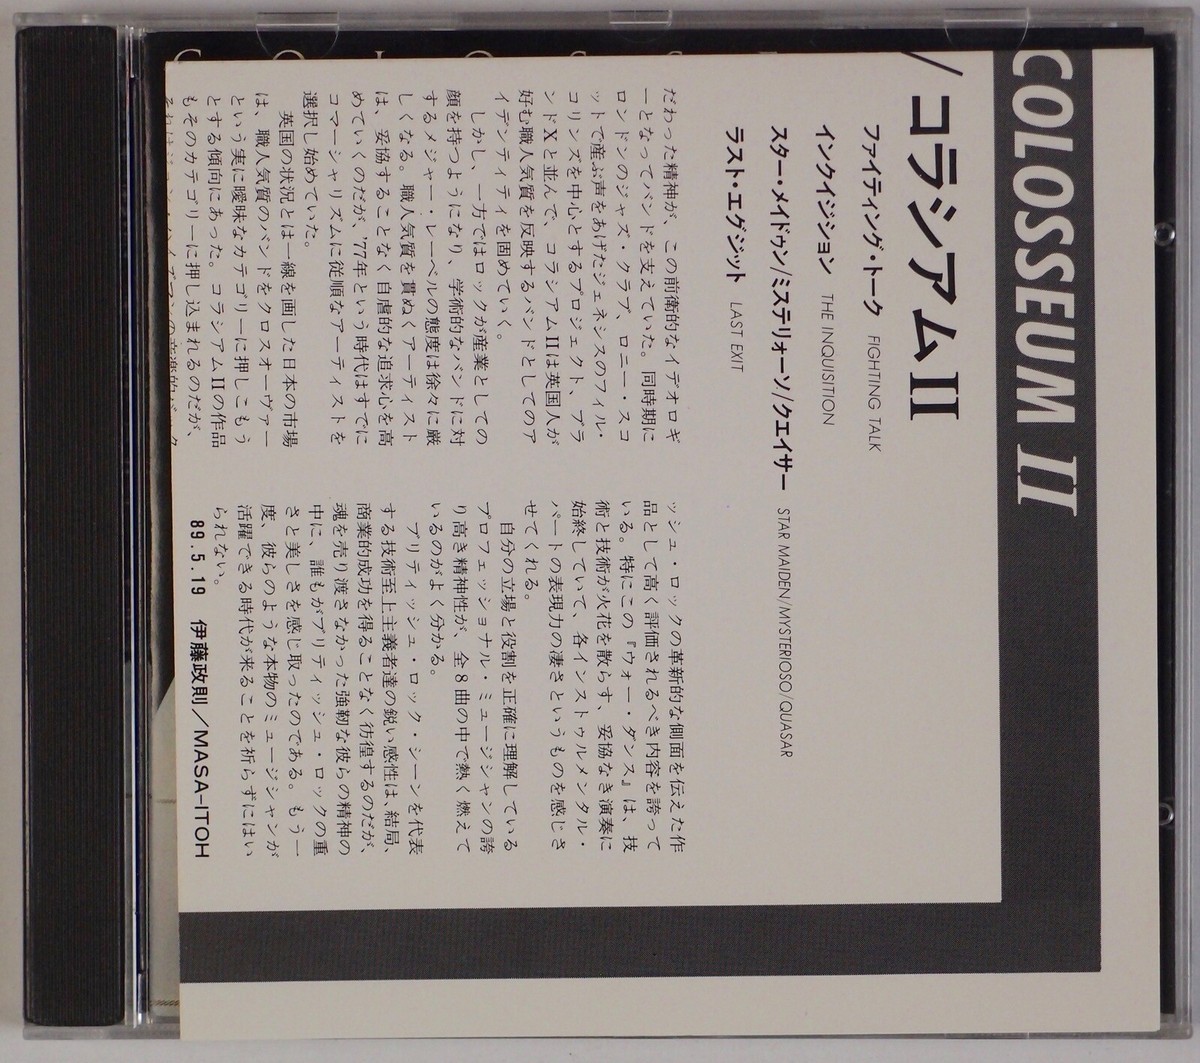 COLOSSEUM II
/コラシアムII
ファイティング・トーク FIGHTING TALK
インクイジション THE INQUISITION
スター・メイドゥン/ミステリォーソ/クエイサー STAR MAIDEN/MYSTERIOSO/QUASAR
ラスト・エグジット LAST EXIT
だわった精神が、この前衛的なイデオロギ
ーとなってバンドを支えていた。同時期に
ロンドンのジャズ・クラブ、ロニー・スコ
ットで産ぶ声をあげたジェネシスのフィル・
コリンズを中心とするプロジェクト、ブラ
ンドXと並んで、コラシアムIIは英国人が
好む職人気質を反映するバンドとしてのア
イデンティティを固めていく。
しかし、一方ではロックが産業としての
顔を持つようになり、学術的なバンドに対
するメジャー・レーベルの態度は徐々に厳
しくなる。職人気質を貫ぬくアーティスト
は、妥協することなく自虐的な追求心を高
めていくのだが、'77年という時代はすでに
コマーシャリズムに従順なアーティストを
選択し始めていた。
英国の状況とは一線を画した日本の市場
は、職人気質のバンドをクロスオーヴァー
という実に曖昧なカテゴリーに押しこもう
とする傾向にあった。コラシアムIIの作品
もそのカテゴリーに押し込まれるのだが、
ッシュ・ロックの革新的な側面を伝えた作
品として高く評価されるべき内容を誇って
いる。特にこの『ウォー・ダンス』は、技
術と技術が火花を散らす、妥協なき演奏に
始終していて、各インストゥルメンタル・
パートの表現力の凄さというものを感じさ
せてくれる。
自分の立場と役割を正確に理解している
プロフェッショナル・ミュージシャンの誇
り高き精神性が、全8曲の中で熱く燃えて
いるのがよく分かる。
ブリティッシュ・ロック・シーンを代表
する技術至上主義者達の鋭い感性は、結局、
商業的成功を得ることなく彷徨するのだが、
魂を売り渡さなかった強靭な彼らの精神の
中に、誰もがブリティッシュ・ロックの重
さと美しさを感じ取ったのである。もう一
度、彼らのような本物のミュージシャンが
活躍できる時代が来ることを祈らずにはい
られない。
89.5.19 伊藤政則/MASA-ITOH